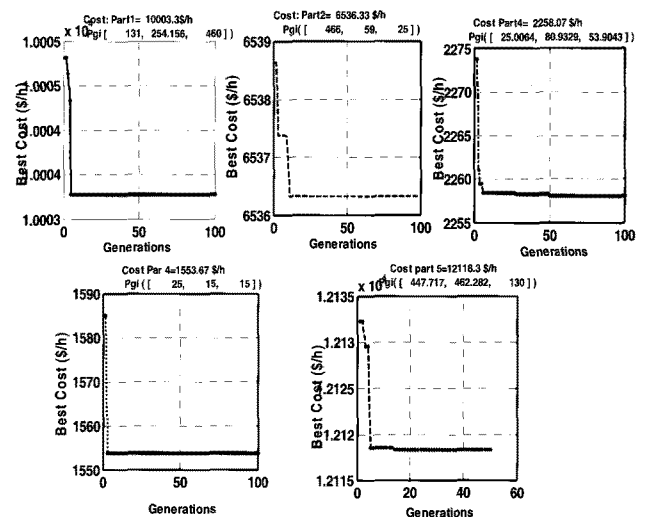 Cost: Part1= 10003.3$/h
Pgi([ 131, 254.156, 460 ])
x 10
1.0005
1.0005
1.0004
1.0004
1.0003
Best Cost ($/h)
0 50 100
Generations
Cost: Part2= 6536.33 $/h
Pgi([ 466, 59, 25 ])
6539
6538
6537
6536
Best Cost ($/h)
0 50 100
Generations
Cost Part4= 2258.07 $/h
Pgi([ 25.0064, 80.9329, 53.9043 ])
2275
2270
2265
2260
2255
Best Cost ($/h)
0 50 100
Generations
Cost Par 4=1553.67 $/h
Pgi([ 25, 15, 15 ])
1590
1580
1570
1560
1550
Best Cost ($/h)
0 50 100
Generations
Cost part 5=12118.3 $/h
x 10⁴
Pgi([ 447.717, 462.282, 130 ])
1.2135
1.213
1.2125
1.212
1.2115
Best Cost ($/h)
0 20 40 60
Generations